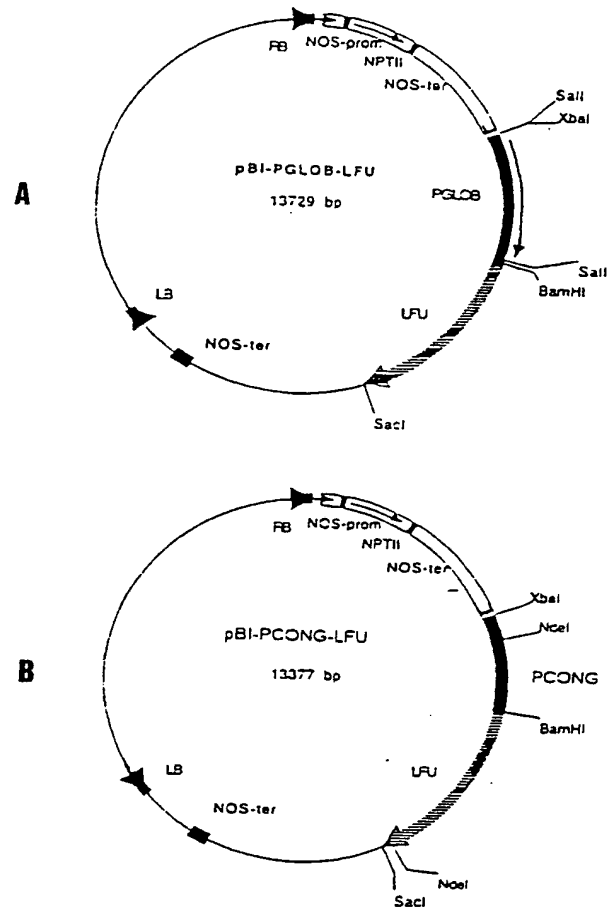 RB
NOS-prom
NPTII
NOS-ter
SalI
XbaI
A
pBI-PGLOB-LFU
13729 bp
PGLOB
SalI
BamHI
LB
LFU
NOS-ter
SacI
RB
NOS-prom
NPTII
NOS-ter
XbaI
NcoI
pBI-PCONG-LFU
B
13377 bp
PCONG
BamHI
LB
LFU
NOS-ter
NcoI
SacI